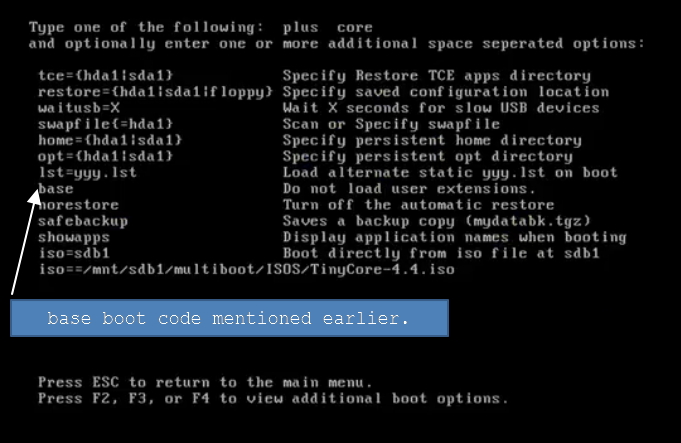 Type one of the following:  plus  core
and optionally enter one or more additional space seperated options:
tce={hda1|sda1} Specify Restore TCE apps directory
restore={hda1|sda1|floppy} Specify saved configuration location
waitusb=X Wait X seconds for slow USB devices
swapfile{=hda1} Scan or Specify swapfile
home={hda1|sda1} Specify persistent home directory
opt={hda1|sda1} Specify persistent opt directory
lst=yyy.lst Load alternate static yyy.lst on boot
base Do not load user extensions.
norestore Turn off the automatic restore
safebackup Saves a backup copy (mydatabk.tgz)
showapps Display application names when booting
iso=sdb1 Boot directly from iso file at sdb1
iso==/mnt/sdb1/multiboot/ISOS/TinyCore-4.4.iso
base boot code mentioned earlier.
Press ESC to return to the main menu.
Press F2, F3, or F4 to view additional boot options.